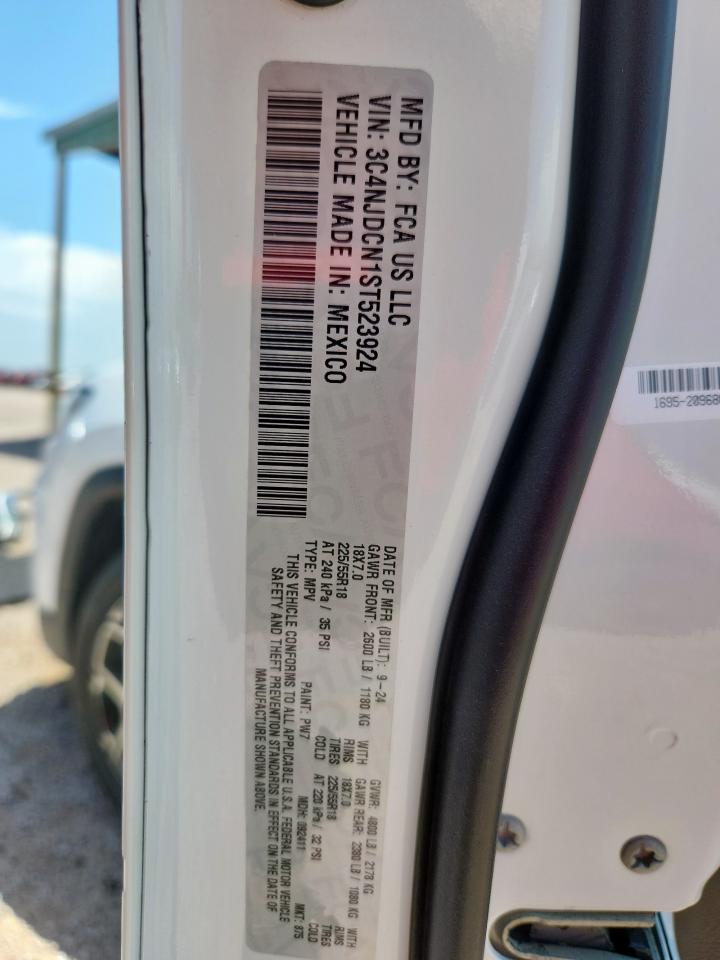 MFD BY: FCA US LLC
VIN: 3C4NJDCN1ST523924
VEHICLE MADE IN: MEXICO
DATE OF MFR (BUILT): 9-24 GVWR: 4800 LB / 2178 KG
GAWR FRONT: 2600 LB / 1180 KG WITH GAWR REAR: 2380 LB / 1080 KG WITH
18X7.0 RIMS 18X7.0 RIMS
225/55R18 TIRES 225/55R18 TIRES
AT 240 kPa / 35 PSI COLD AT 220 kPa / 32 PSI COLD
TYPE: MPV PAINT: PW7 MDH: 092411 MKT: 875
THIS VEHICLE CONFORMS TO ALL APPLICABLE U.S.A. FEDERAL MOTOR VEHICLE
SAFETY AND THEFT PREVENTION STANDARDS IN EFFECT ON THE DATE OF
MANUFACTURE SHOWN ABOVE.